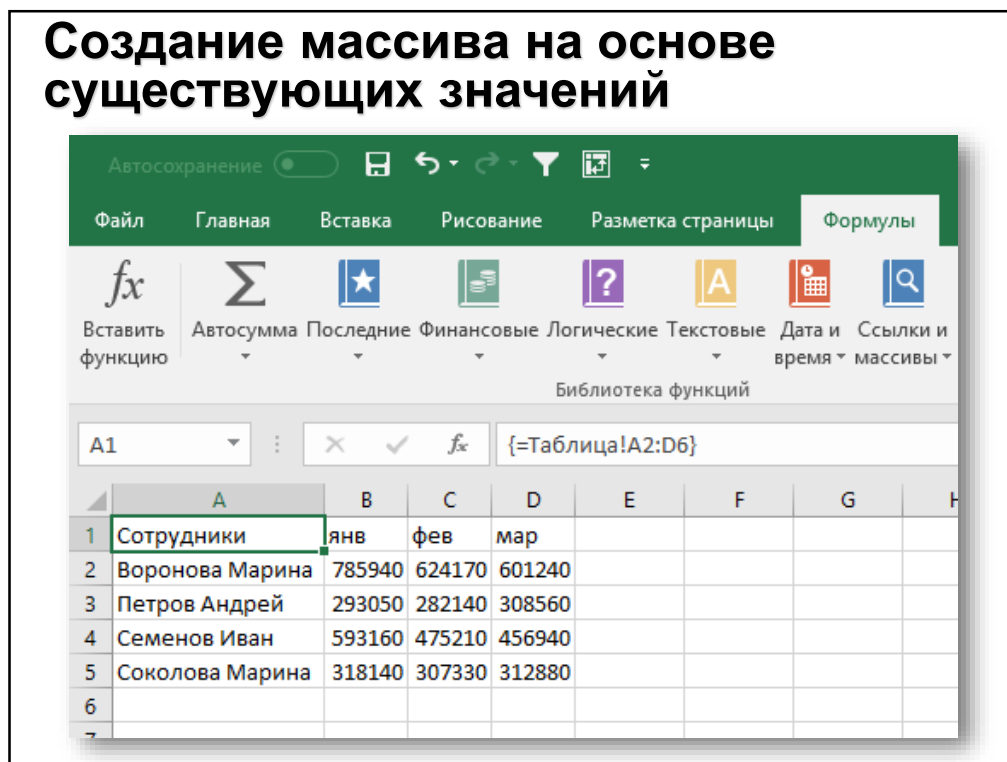 Создание массива на основе
существующих значений
Автосохранение
Файл Главная Вставка Рисование Разметка страницы Формулы
fx Σ ? A
Вставить Автосумма Последние Финансовые Логические Текстовые Дата и Ссылки и
функцию время массивы
Библиотека функций
A1 fx {=Таблица!A2:D6}
A B C D E F G H
1 Сотрудники янв фев мар
2 Воронова Марина 785940 624170 601240
3 Петров Андрей 293050 282140 308560
4 Семенов Иван 593160 475210 456940
5 Соколова Марина 318140 307330 312880
6
7